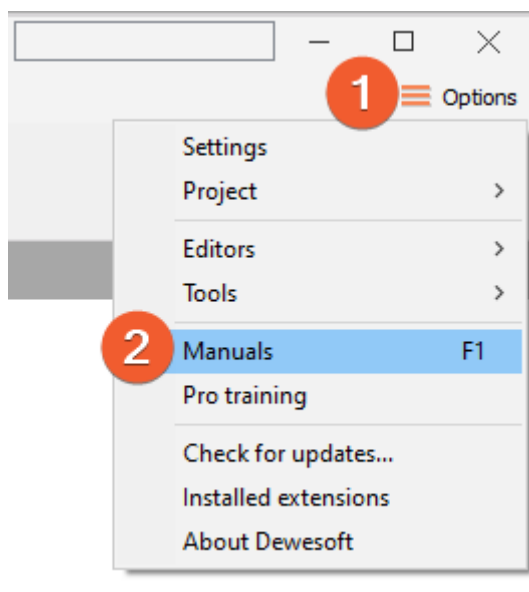 1 Options
Settings
Project
Editors
Tools
2 Manuals F1
Pro training
Check for updates...
Installed extensions
About Dewesoft